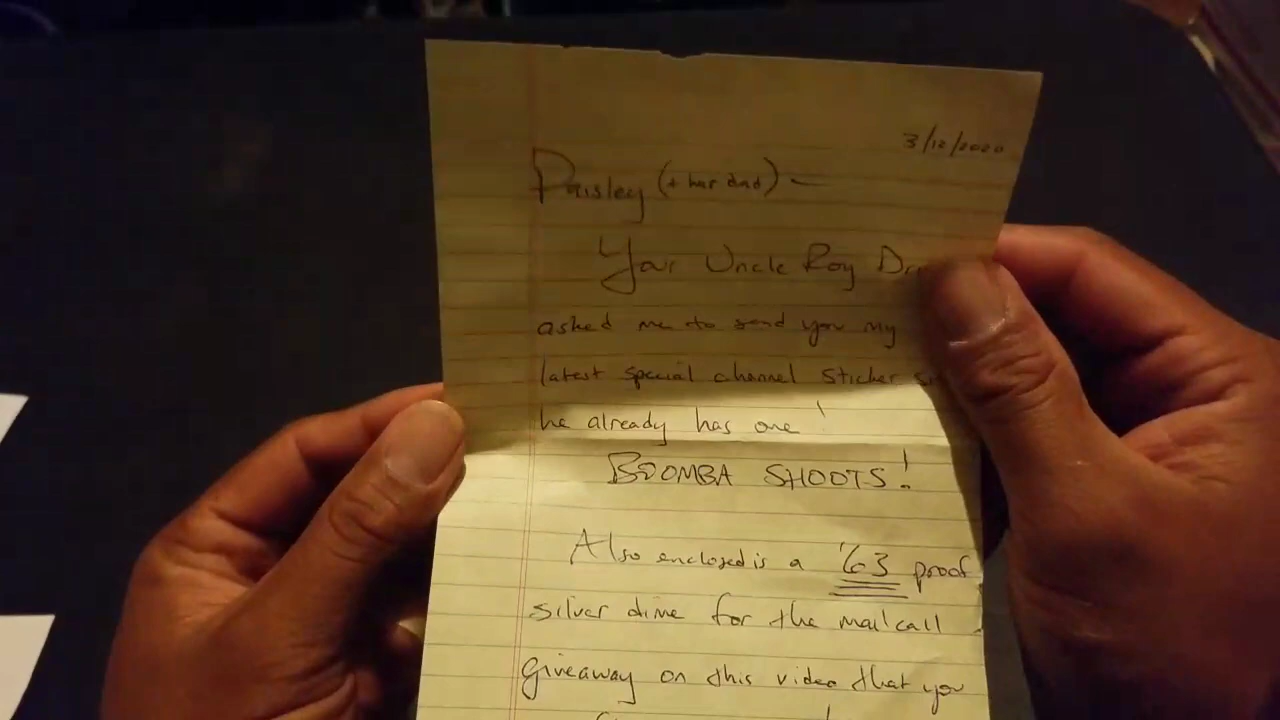 3/12/2020
Paisley (+ her dad) —
Your Uncle Roy
asked me to send you my
latest special channel sticker
he already has one!
BOOMBA SHOOTS!
Also enclosed is a '63 proof
silver dime for the mailcall
giveaway on this video that you